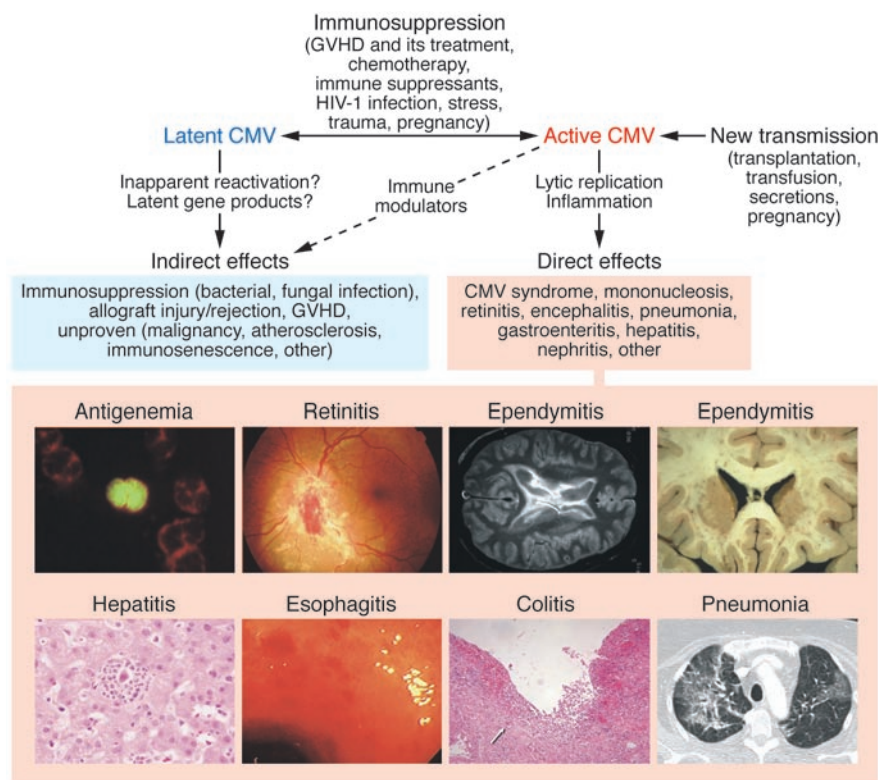 Immunosuppression
(GVHD and its treatment,
chemotherapy,
immune suppressants,
HIV-1 infection, stress,
trauma, pregnancy)
Latent CMV
Active CMV
New transmission
(transplantation,
transfusion,
secretions,
pregnancy)
Inapparent reactivation?
Latent gene products?
Immune
modulators
Lytic replication
Inflammation
Indirect effects
Direct effects
Immunosuppression (bacterial, fungal infection),
allograft injury/rejection, GVHD,
unproven (malignancy, atherosclerosis,
immunosenescence, other)
CMV syndrome, mononucleosis,
retinitis, encephalitis, pneumonia,
gastroenteritis, hepatitis,
nephritis, other
Antigenemia
Retinitis
Ependymitis
Ependymitis
Hepatitis
Esophagitis
Colitis
Pneumonia